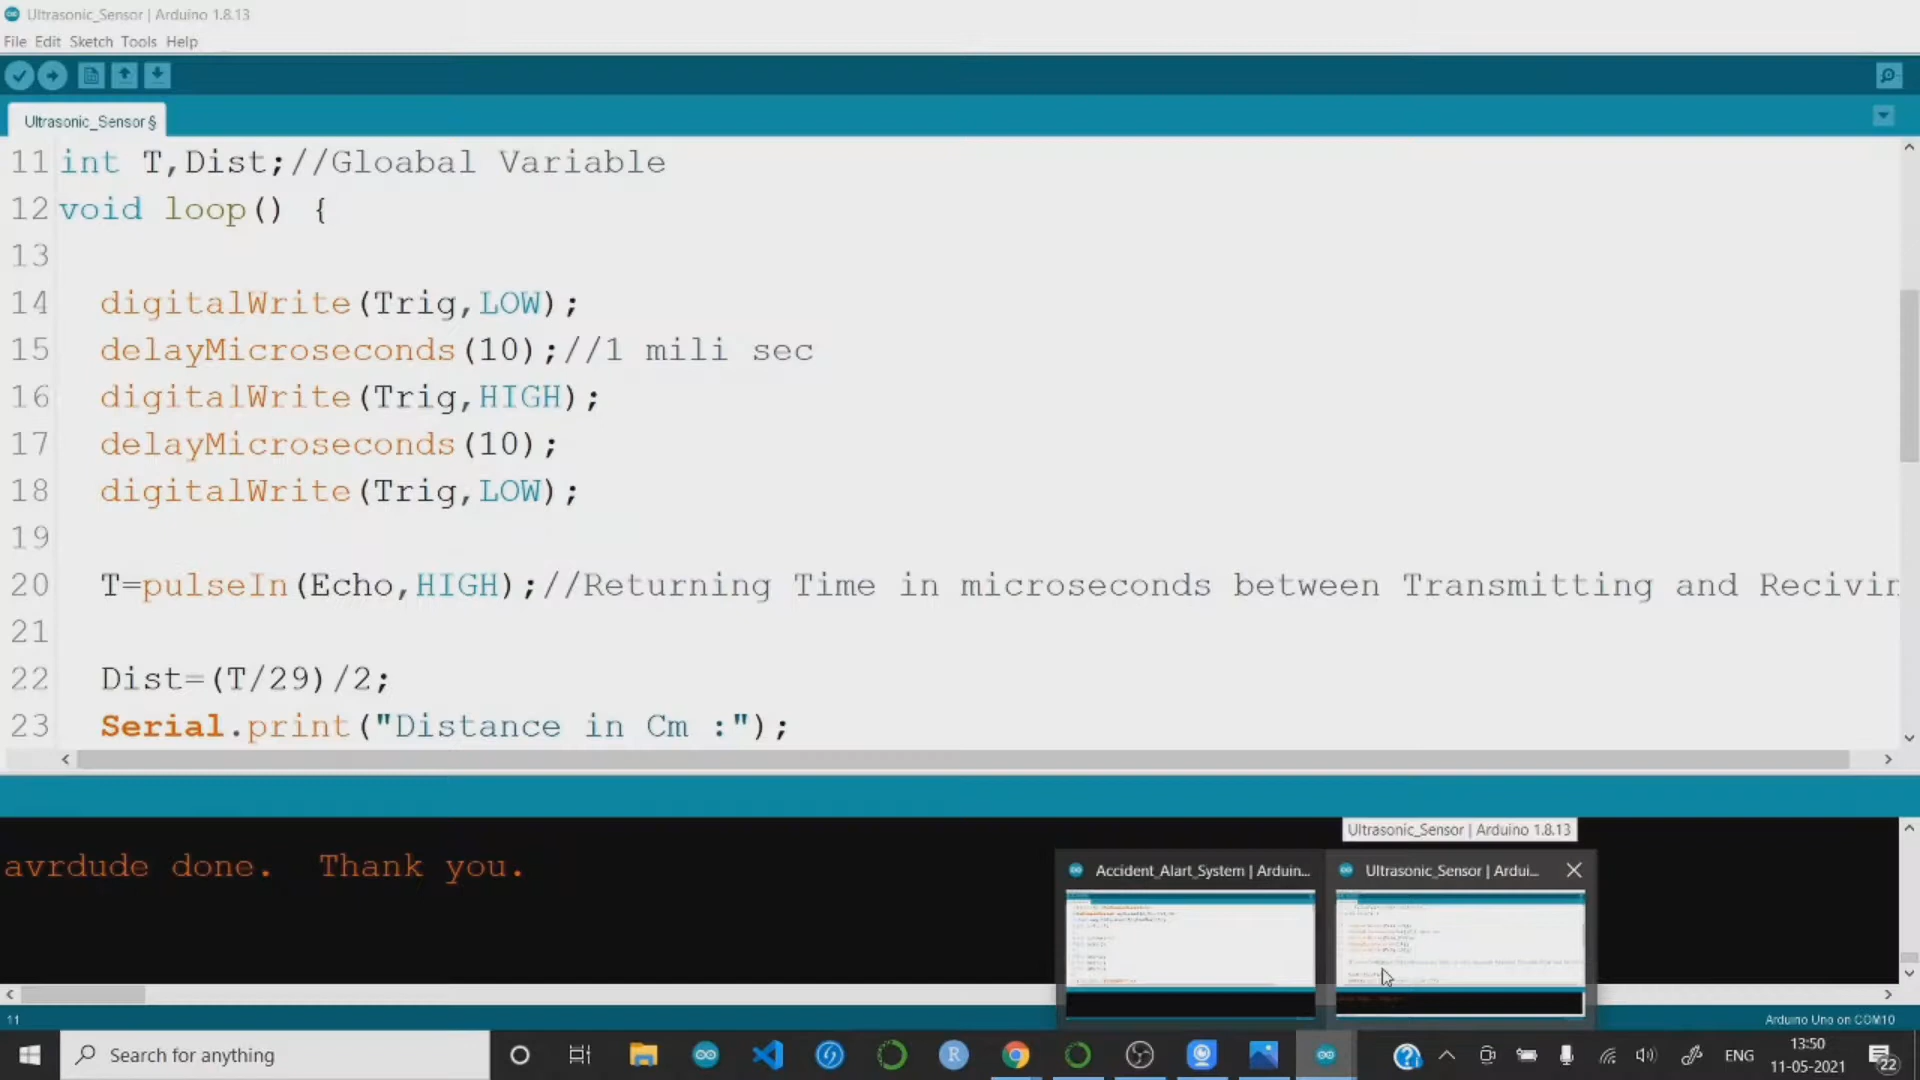 Ultrasonic_Sensor | Arduino 1.8.13
File Edit Sketch Tools Help
Ultrasonic_Sensor §
11 int T,Dist;//Gloabal Variable
12 void loop() {
13
14 digitalWrite(Trig,LOW);
15 delayMicroseconds(10);//1 mili sec
16 digitalWrite(Trig,HIGH);
17 delayMicroseconds(10);
18 digitalWrite(Trig,LOW);
19
20 T=pulseIn(Echo,HIGH);//Returning Time in microseconds between Transmitting and Recivin
21
22 Dist=(T/29)/2;
23 Serial.print("Distance in Cm :");
Ultrasonic_Sensor | Arduino 1.8.13
avrdude done. Thank you.
Accident_Alart_System | Arduin...
Ultrasonic_Sensor | Ardui...
11
Arduino Uno on COM10
Search for anything
ENG
13:50
11-05-2021
22